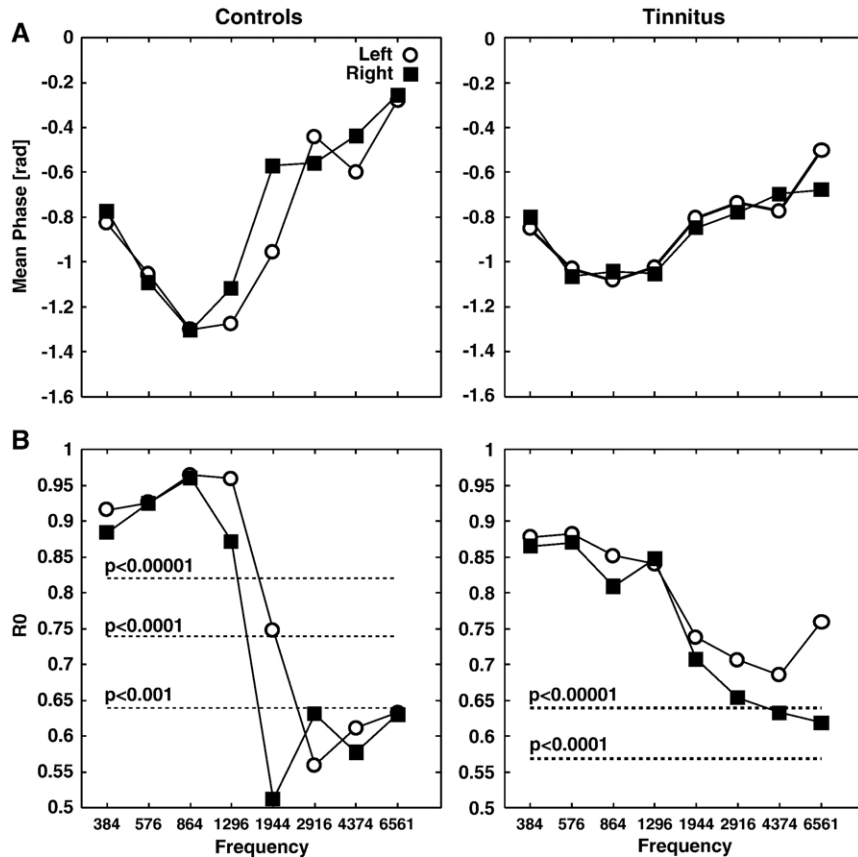 Controls
Tinnitus
A
Mean Phase [rad]
0
-0.2
-0.4
-0.6
-0.8
-1
-1.2
-1.4
-1.6
Left
Right
0
-0.2
-0.4
-0.6
-0.8
-1
-1.2
-1.4
-1.6
B
R0
1
0.95
0.9
0.85
0.8
0.75
0.7
0.65
0.6
0.55
0.5
p<0.00001
p<0.0001
p<0.001
384 576 864 1296 1944 2916 4374 6561
Frequency
1
0.95
0.9
0.85
0.8
0.75
0.7
0.65
0.6
0.55
0.5
p<0.00001
p<0.0001
384 576 864 1296 1944 2916 4374 6561
Frequency